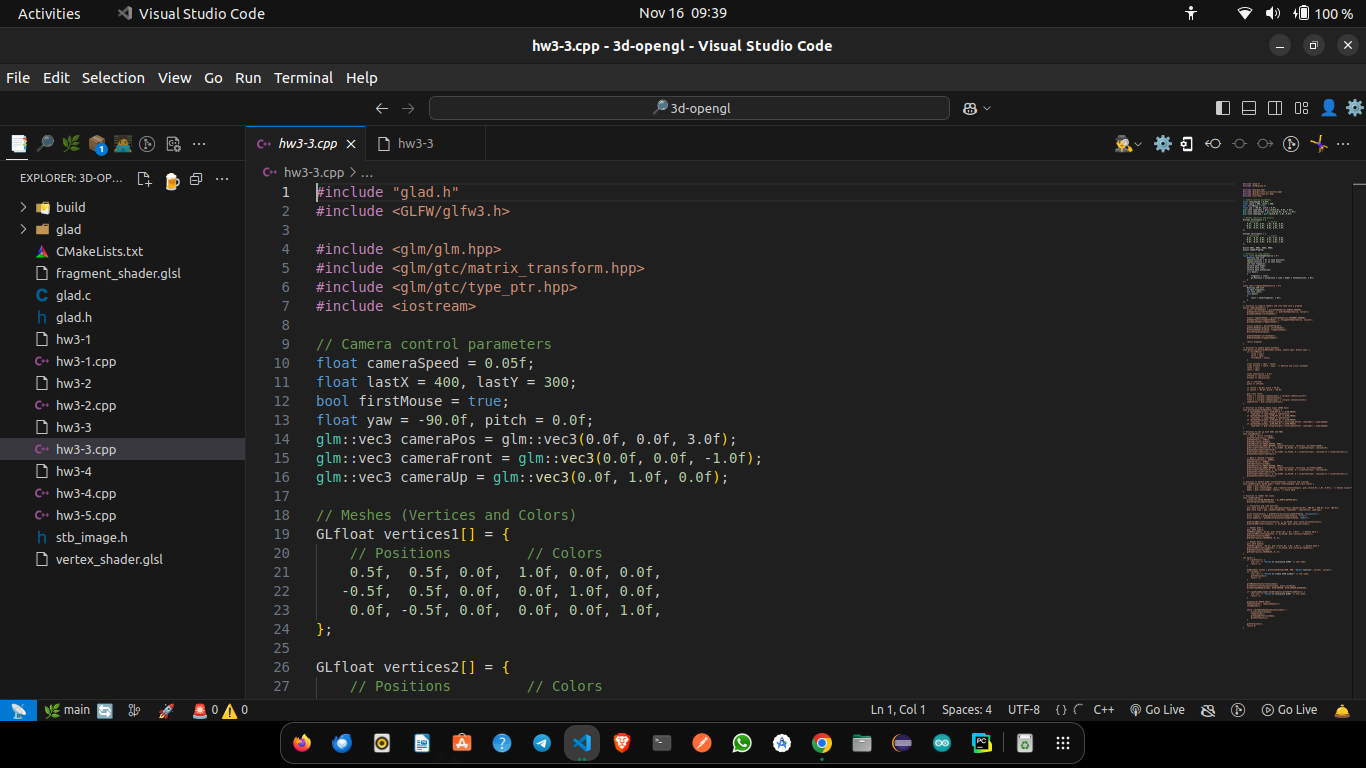 Activities Visual Studio Code Nov 16 09:39 100 %
hw3-3.cpp - 3d-opengl - Visual Studio Code
File Edit Selection View Go Run Terminal Help
3d-opengl
1
hw3-3.cpp hw3-3
EXPLORER: 3D-OP...
hw3-3.cpp > ...
build
glad
CMakeLists.txt
fragment_shader.glsl
glad.c
glad.h
hw3-1
hw3-1.cpp
hw3-2
hw3-2.cpp
hw3-3
hw3-3.cpp
hw3-4
hw3-4.cpp
hw3-5.cpp
stb_image.h
vertex_shader.glsl
1 #include "glad.h"
2 #include <GLFW/glfw3.h>
3
4 #include <glm/glm.hpp>
5 #include <glm/gtc/matrix_transform.hpp>
6 #include <glm/gtc/type_ptr.hpp>
7 #include <iostream>
8
9 // Camera control parameters
10 float cameraSpeed = 0.05f;
11 float lastX = 400, lastY = 300;
12 bool firstMouse = true;
13 float yaw = -90.0f, pitch = 0.0f;
14 glm::vec3 cameraPos = glm::vec3(0.0f, 0.0f, 3.0f);
15 glm::vec3 cameraFront = glm::vec3(0.0f, 0.0f, -1.0f);
16 glm::vec3 cameraUp = glm::vec3(0.0f, 1.0f, 0.0f);
17
18 // Meshes (Vertices and Colors)
19 GLfloat vertices1[] = {
20 // Positions // Colors
21 0.5f, 0.5f, 0.0f, 1.0f, 0.0f, 0.0f,
22 -0.5f, 0.5f, 0.0f, 0.0f, 1.0f, 0.0f,
23 0.0f, -0.5f, 0.0f, 0.0f, 0.0f, 1.0f,
24 };
25
26 GLfloat vertices2[] = {
27 // Positions // Colors
main 0 0 Ln 1, Col 1 Spaces: 4 UTF-8 {} C++ Go Live Go Live